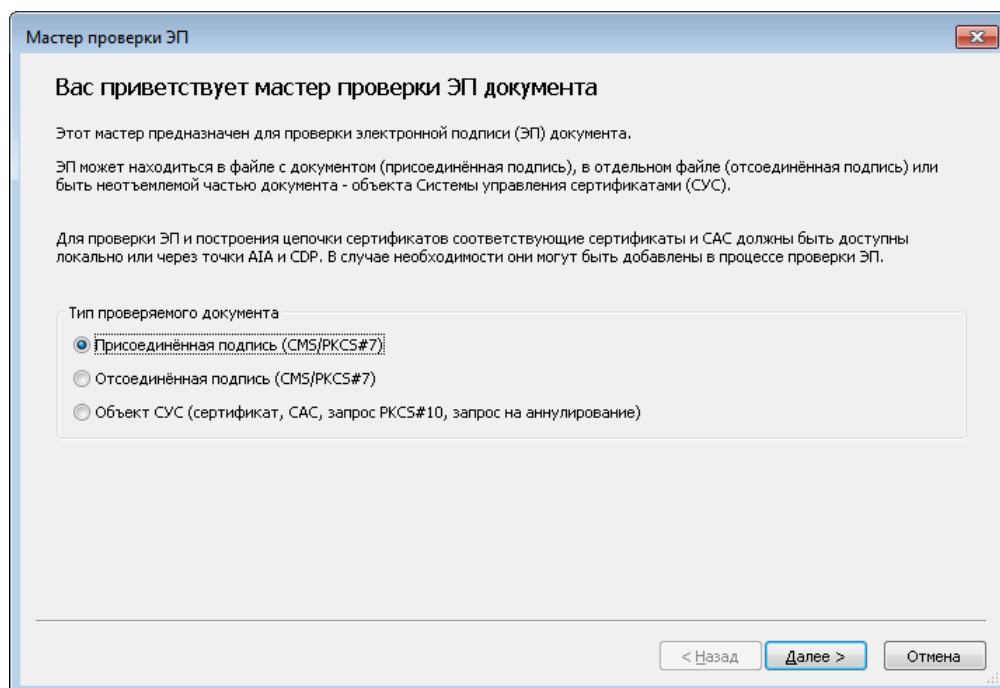 Мастер проверки ЭП
Вас приветствует мастер проверки ЭП документа
Этот мастер предназначен для проверки электронной подписи (ЭП) документа.
ЭП может находиться в файле с документом (присоединённая подпись), в отдельном файле (отсоединённая подпись) или
быть неотъемлемой частью документа - объекта Системы управления сертификатами (СУС).
Для проверки ЭП и построения цепочки сертификатов соответствующие сертификаты и САС должны быть доступны
локально или через точки AIA и CDP. В случае необходимости они могут быть добавлены в процессе проверки ЭП.
Тип проверяемого документа
Присоединённая подпись (CMS/PKCS#7)
Отсоединённая подпись (CMS/PKCS#7)
Объект СУС (сертификат, САС, запрос PKCS#10, запрос на аннулирование)
< Назад Далее > Отмена